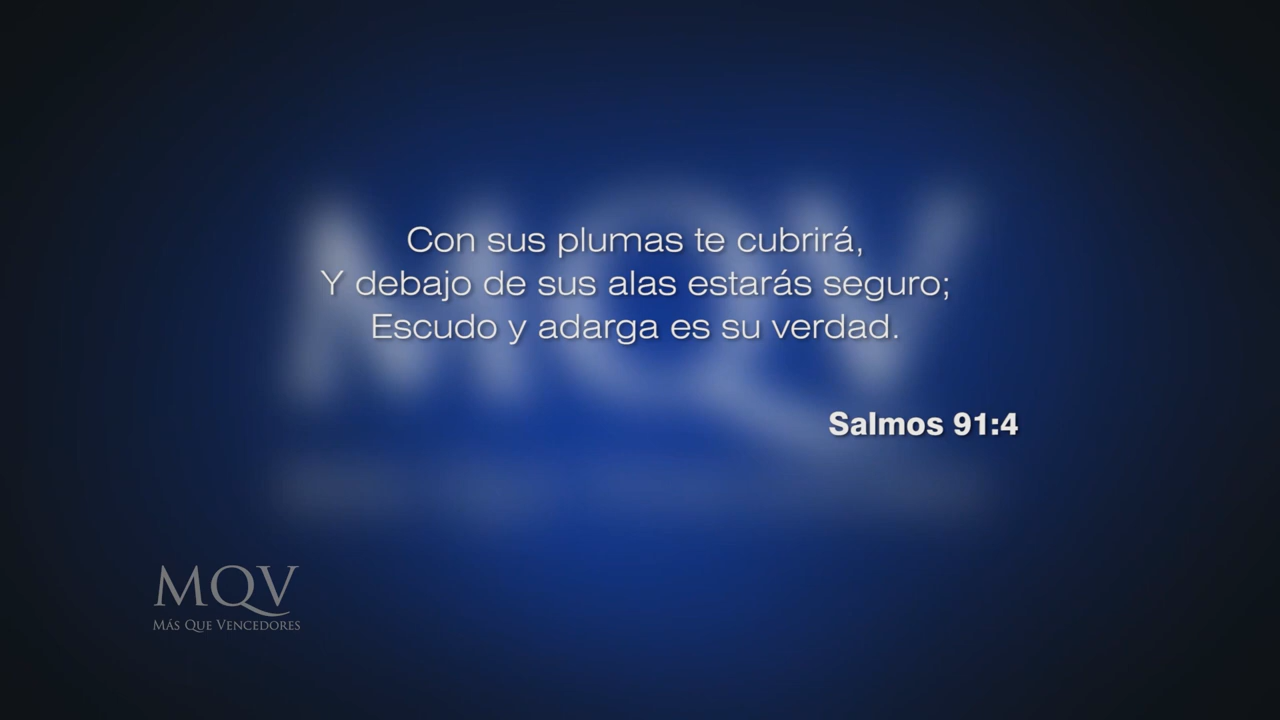 Con sus plumas te cubrirá,
Y debajo de sus alas estarás seguro;
Escudo y adarga es su verdad.
Salmos 91:4
MQV
MQV
MÁS QUE VENCEDORES